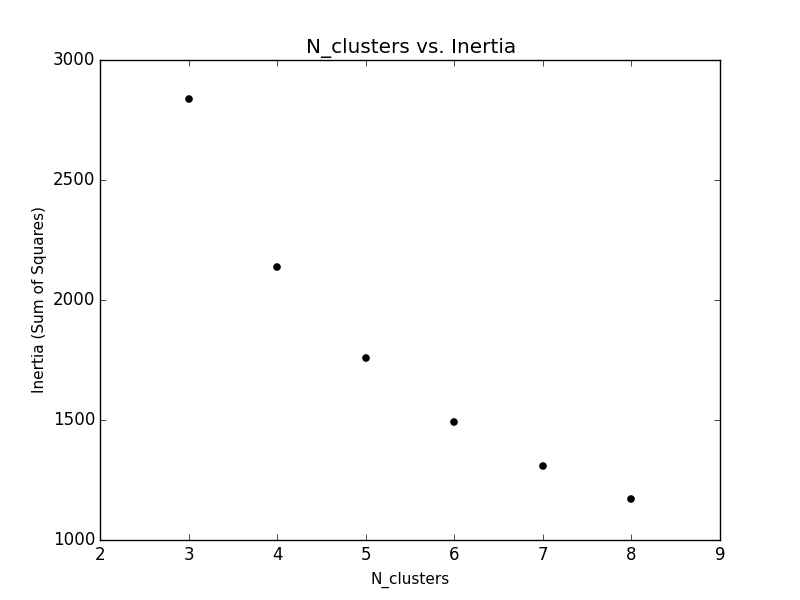 N_clusters vs. Inertia
3000
2500
2000
1500
1000
Inertia (Sum of Squares)
2 3 4 5 6 7 8 9
N_clusters